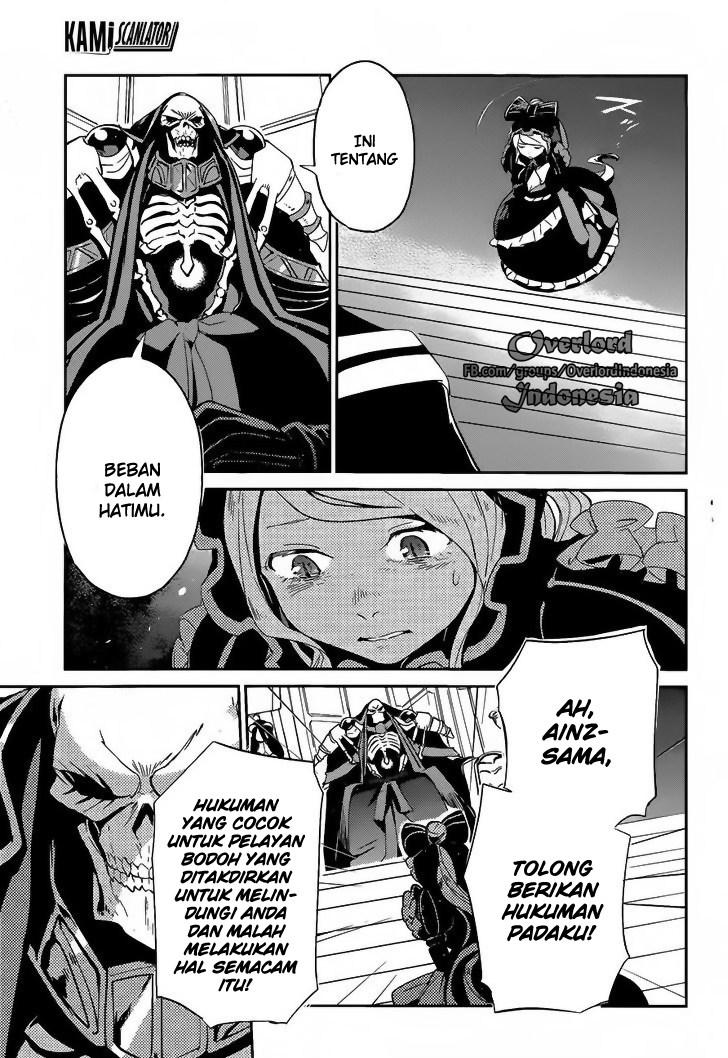 KAMI SCANLATOR
INI
TENTANG
Overlord
FB.com/groups/OverlordIndonesia
Indonesia
BEBAN
DALAM
HATIMU.
AH,
AINZ-
SAMA,
TOLONG
BERIKAN
HUKUMAN
PADAKU!
HUKUMAN
YANG COCOK
UNTUK PELAYAN
BODOH YANG
DITAKDIRKAN
UNTUK MELIN-
DUNGI ANDA
DAN MALAH
MELAKUKAN
HAL SEMACAM
ITU!